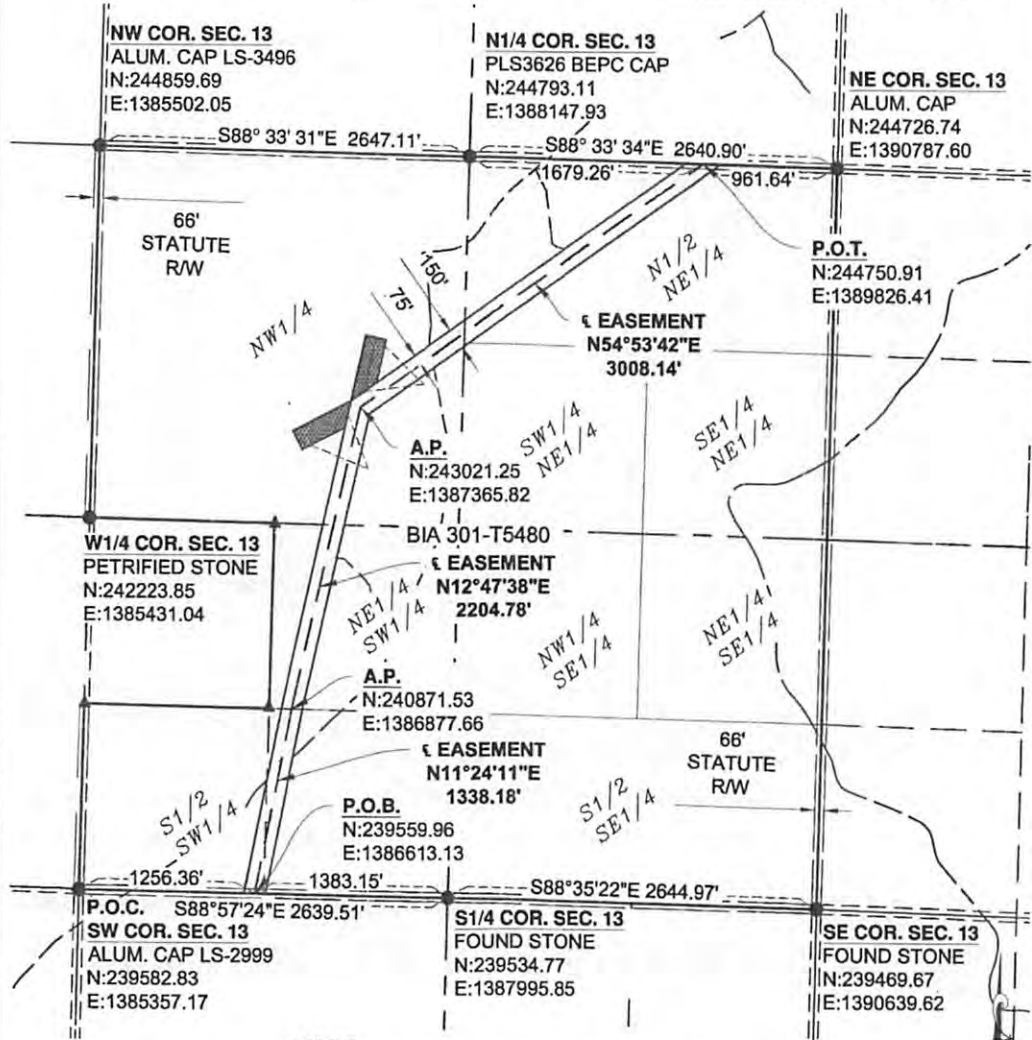 NW COR. SEC. 13
ALUM. CAP LS-3496
N:244859.69
E:1385502.05
N1/4 COR. SEC. 13
PLS3626 BEPC CAP
N:244793.11
E:1388147.93
NE COR. SEC. 13
ALUM. CAP
N:244726.74
E:1390787.60
S88° 33' 31"E 2647.11'
S88° 33' 34"E 2640.90'
1679.26'
961.64'
66'
STATUTE
R/W
P.O.T.
N:244750.91
E:1389826.41
N1/2
NE1/4
150'
75'
NW1/4
℄ EASEMENT
N54°53'42"E
3008.14'
SW1/4
NE1/4
SE1/4
NE1/4
A.P.
N:243021.25
E:1387365.82
W1/4 COR. SEC. 13
PETRIFIED STONE
N:242223.85
E:1385431.04
BIA 301-T5480
℄ EASEMENT
N12°47'38"E
2204.78'
NE1/4
SW1/4
NW1/4
SE1/4
NE1/4
SE1/4
A.P.
N:240871.53
E:1386877.66
℄ EASEMENT
N11°24'11"E
1338.18'
66'
STATUTE
R/W
S1/2
SW1/4
S1/2
SE1/4
P.O.B.
N:239559.96
E:1386613.13
1256.36'
1383.15'
S88°35'22"E 2644.97'
P.O.C.
S88°57'24"E 2639.51'
SW COR. SEC. 13
ALUM. CAP LS-2999
N:239582.83
E:1385357.17
S1/4 COR. SEC. 13
FOUND STONE
N:239534.77
E:1387995.85
SE COR. SEC. 13
FOUND STONE
N:239469.67
E:1390639.62